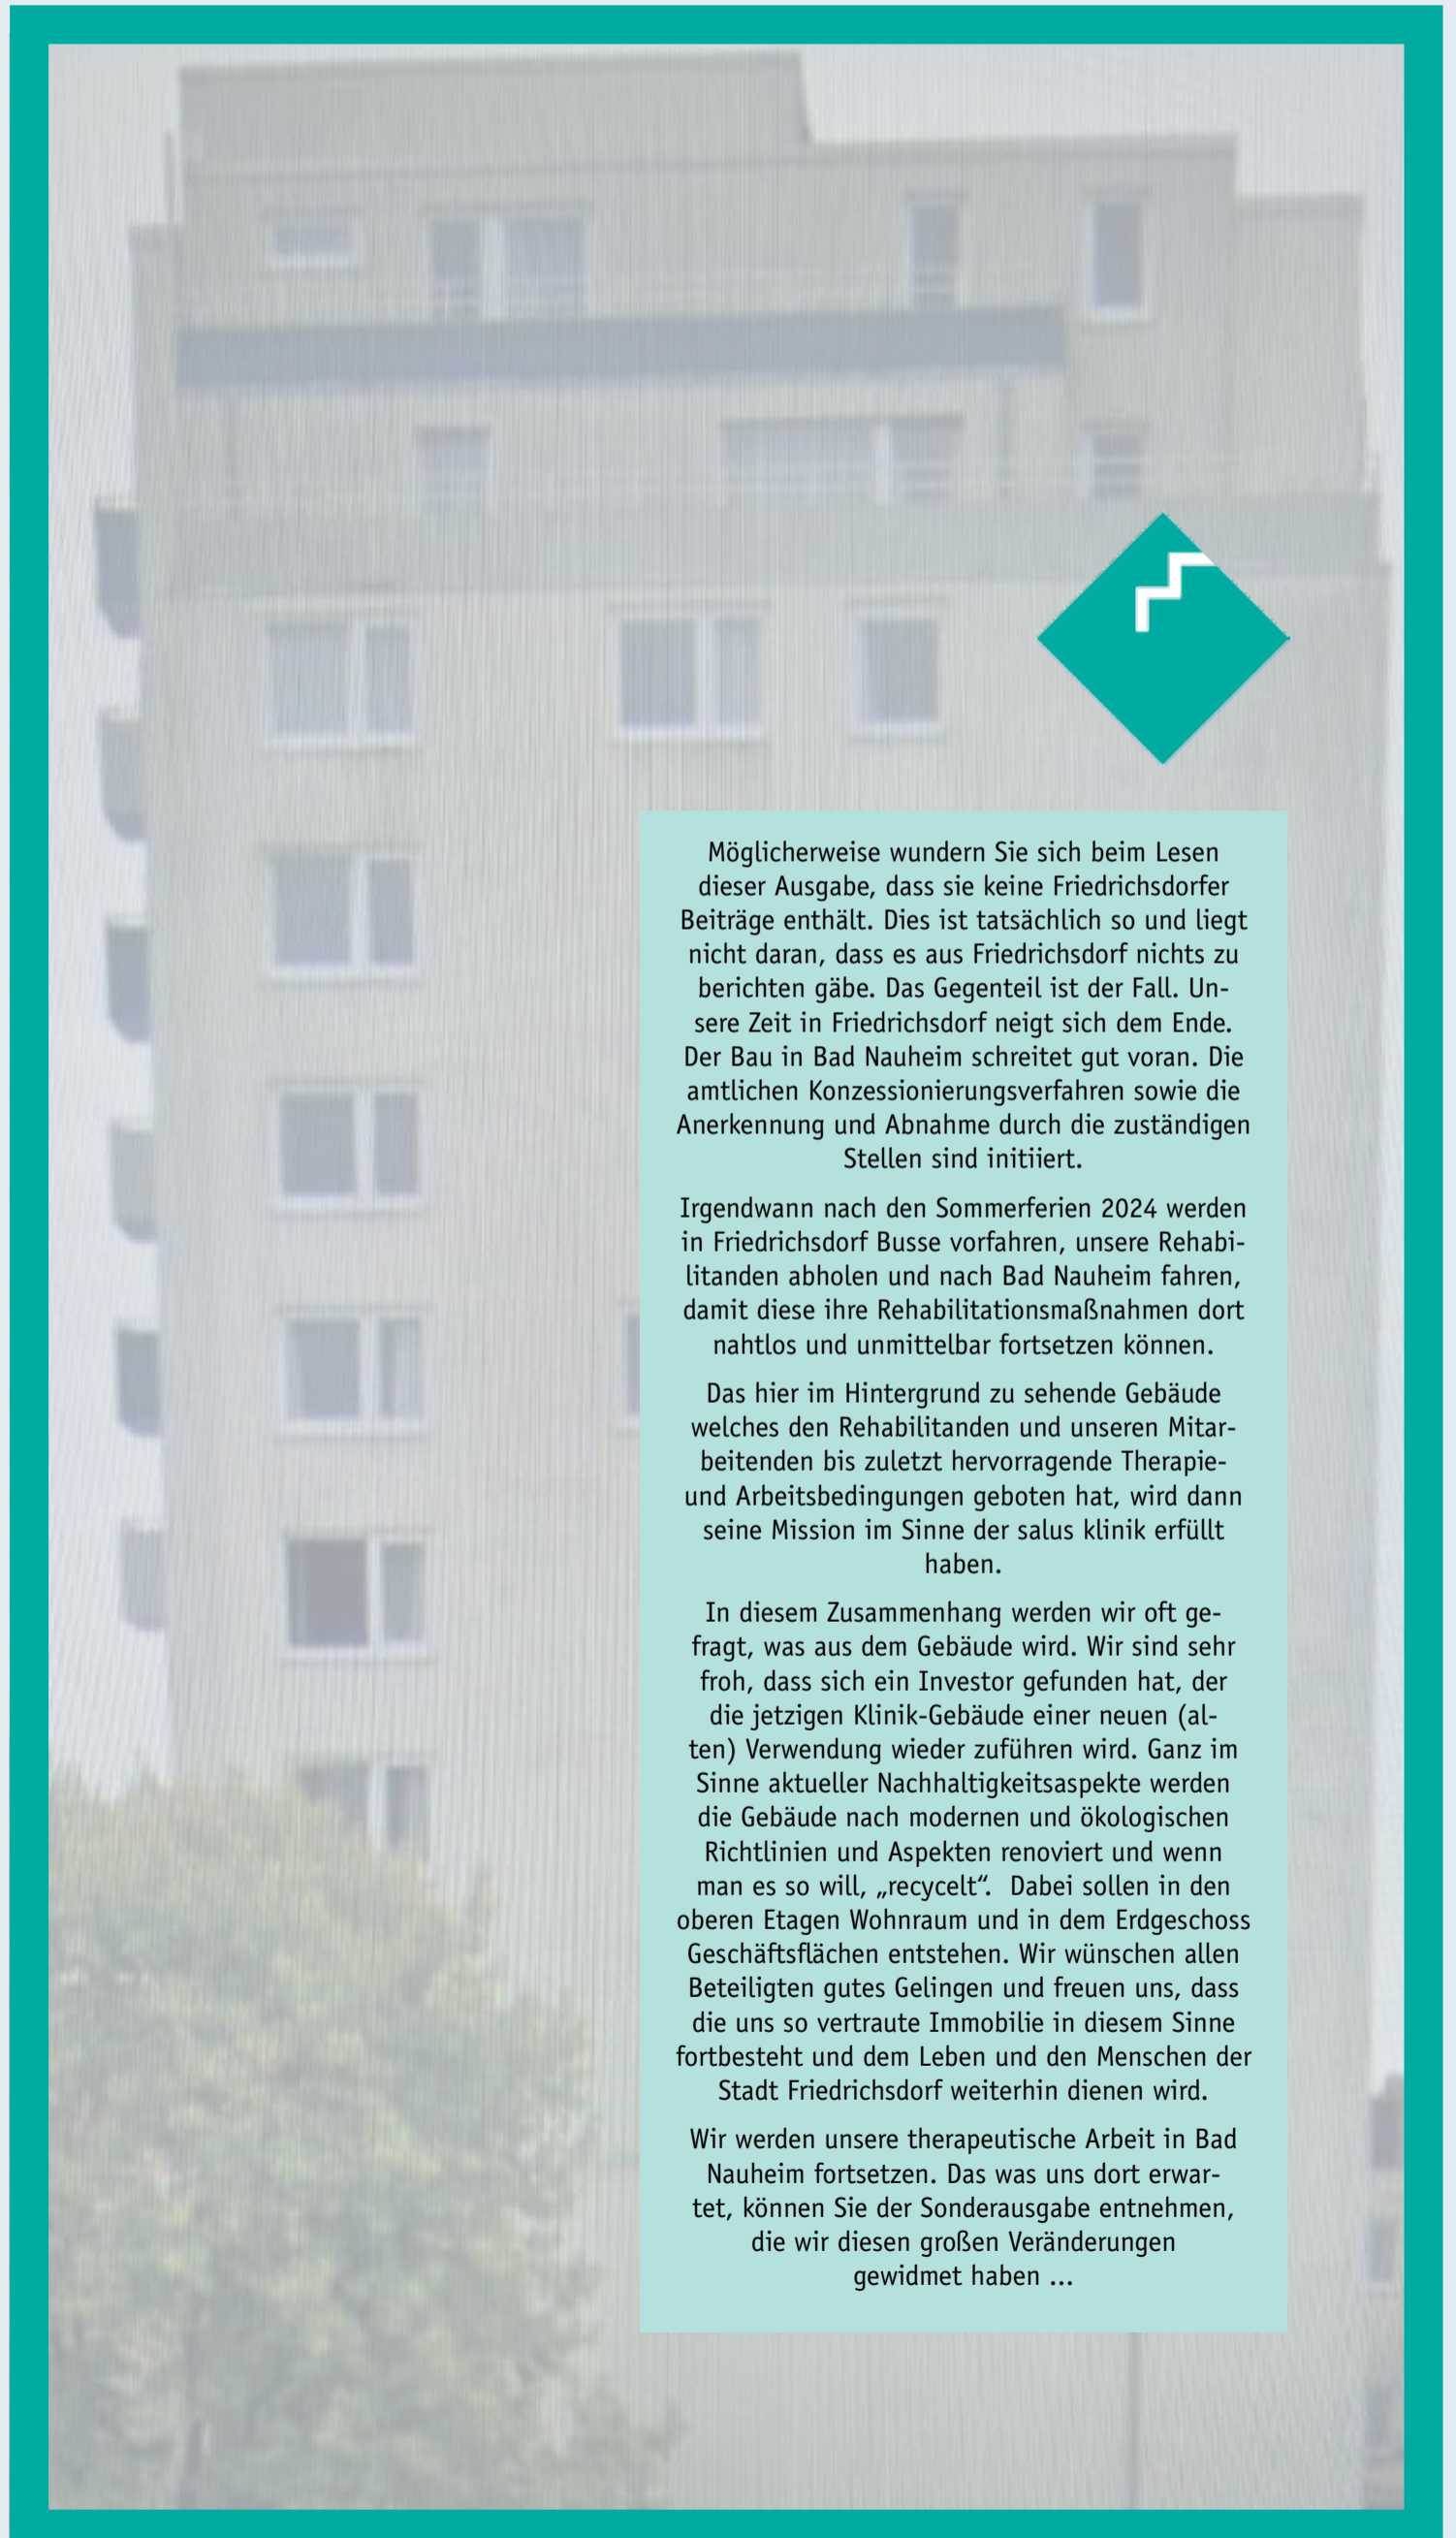 Möglicherweise wundern Sie sich beim Lesen
dieser Ausgabe, dass sie keine Friedrichsdorfer
Beiträge enthält. Dies ist tatsächlich so und liegt
nicht daran, dass es aus Friedrichsdorf nichts zu
berichten gäbe. Das Gegenteil ist der Fall. Un-
sere Zeit in Friedrichsdorf neigt sich dem Ende.
Der Bau in Bad Nauheim schreitet gut voran. Die
amtlichen Konzessionierungsverfahren sowie die
Anerkennung und Abnahme durch die zuständigen
Stellen sind initiiert.
Irgendwann nach den Sommerferien 2024 werden
in Friedrichsdorf Busse vorfahren, unsere Rehabi-
litanden abholen und nach Bad Nauheim fahren,
damit diese ihre Rehabilitationsmaßnahmen dort
nahtlos und unmittelbar fortsetzen können.
Das hier im Hintergrund zu sehende Gebäude
welches den Rehabilitanden und unseren Mitar-
beitenden bis zuletzt hervorragende Therapie-
und Arbeitsbedingungen geboten hat, wird dann
seine Mission im Sinne der salus klinik erfüllt
haben.
In diesem Zusammenhang werden wir oft ge-
fragt, was aus dem Gebäude wird. Wir sind sehr
froh, dass sich ein Investor gefunden hat, der
die jetzigen Klinik-Gebäude einer neuen (al-
ten) Verwendung wieder zuführen wird. Ganz im
Sinne aktueller Nachhaltigkeitsaspekte werden
die Gebäude nach modernen und ökologischen
Richtlinien und Aspekten renoviert und wenn
man es so will, „recycelt“.  Dabei sollen in den
oberen Etagen Wohnraum und in dem Erdgeschoss
Geschäftsflächen entstehen. Wir wünschen allen
Beteiligten gutes Gelingen und freuen uns, dass
die uns so vertraute Immobilie in diesem Sinne
fortbesteht und dem Leben und den Menschen der
Stadt Friedrichsdorf weiterhin dienen wird.
Wir werden unsere therapeutische Arbeit in Bad
Nauheim fortsetzen. Das was uns dort erwar-
tet, können Sie der Sonderausgabe entnehmen,
die wir diesen großen Veränderungen
gewidmet haben ...